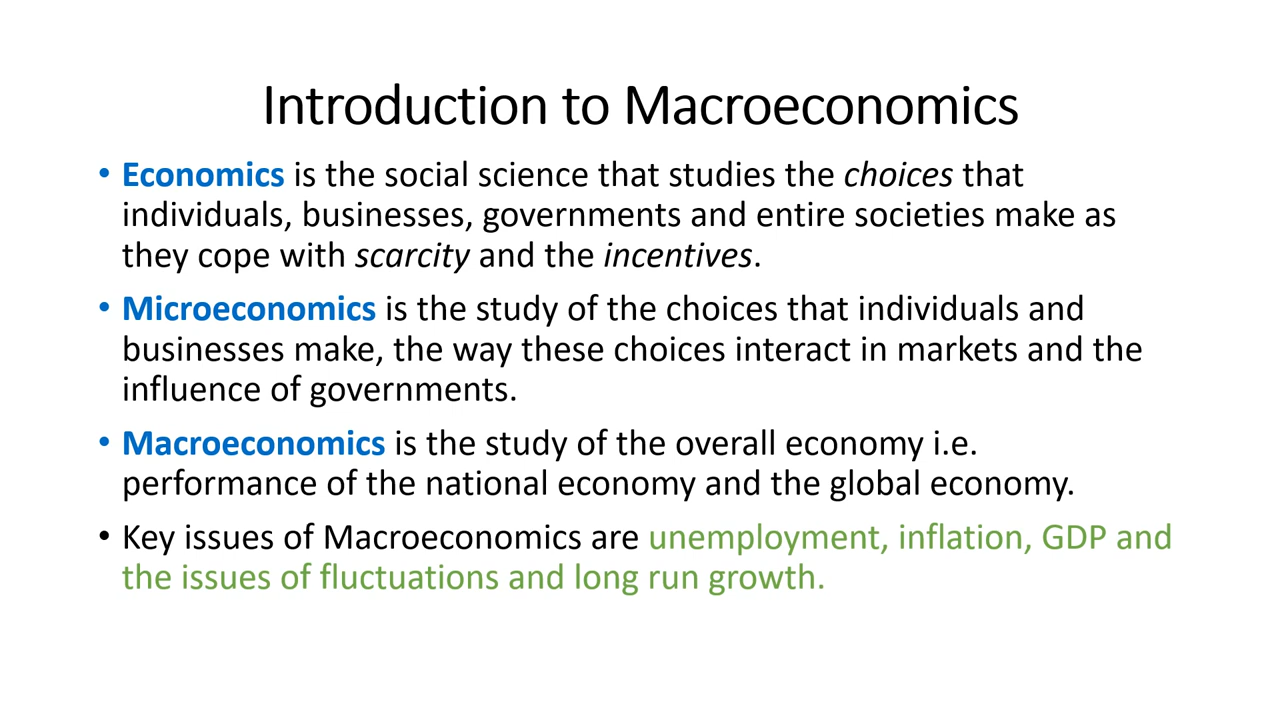 Introduction to Macroeconomics
• Economics is the social science that studies the choices that
individuals, businesses, governments and entire societies make as
they cope with scarcity and the incentives.
• Microeconomics is the study of the choices that individuals and
businesses make, the way these choices interact in markets and the
influence of governments.
• Macroeconomics is the study of the overall economy i.e.
performance of the national economy and the global economy.
• Key issues of Macroeconomics are unemployment, inflation, GDP and
the issues of fluctuations and long run growth.